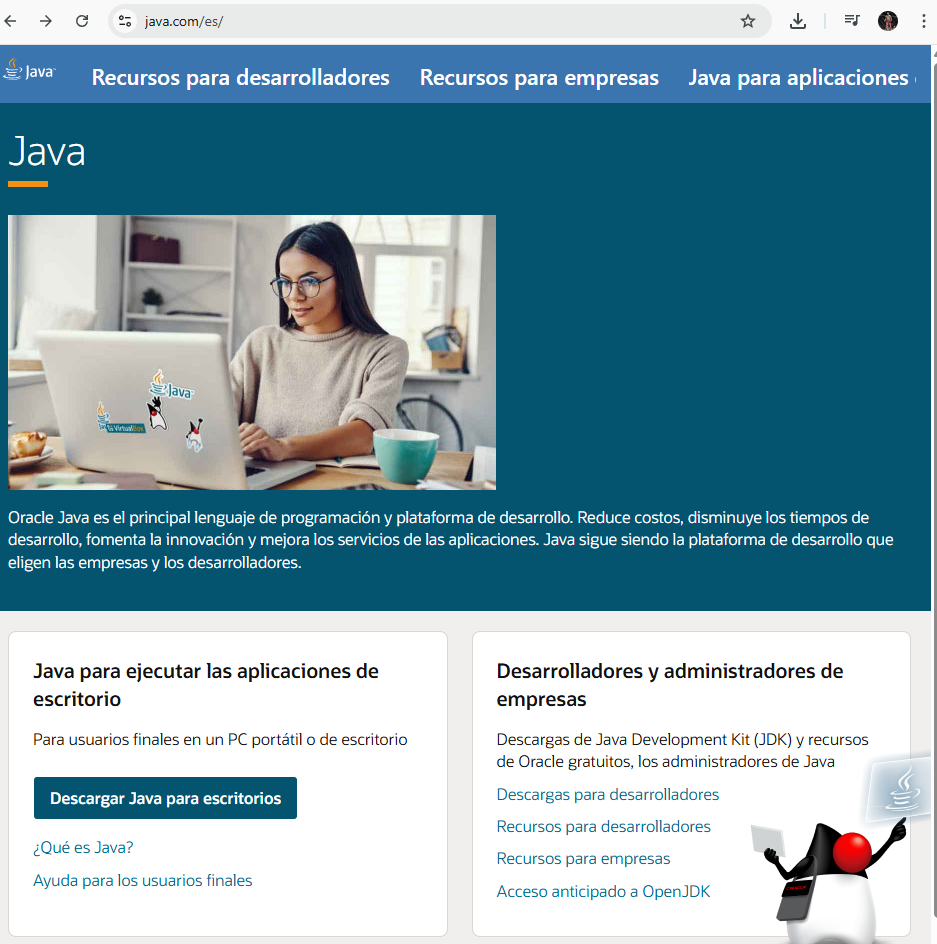 java.com/es/
Java
Recursos para desarrolladores
Recursos para empresas
Java para aplicaciones
Java
Java
VirtualBox
Oracle Java es el principal lenguaje de programación y plataforma de desarrollo. Reduce costos, disminuye los tiempos de
desarrollo, fomenta la innovación y mejora los servicios de las aplicaciones. Java sigue siendo la plataforma de desarrollo que
eligen las empresas y los desarrolladores.
Java para ejecutar las aplicaciones de
escritorio
Para usuarios finales en un PC portátil o de escritorio
Descargar Java para escritorios
¿Qué es Java?
Ayuda para los usuarios finales
Desarrolladores y administradores de
empresas
Descargas de Java Development Kit (JDK) y recursos
de Oracle gratuitos, los administradores de Java
Descargas para desarrolladores
Recursos para desarrolladores
Recursos para empresas
Acceso anticipado a OpenJDK
ORACLE